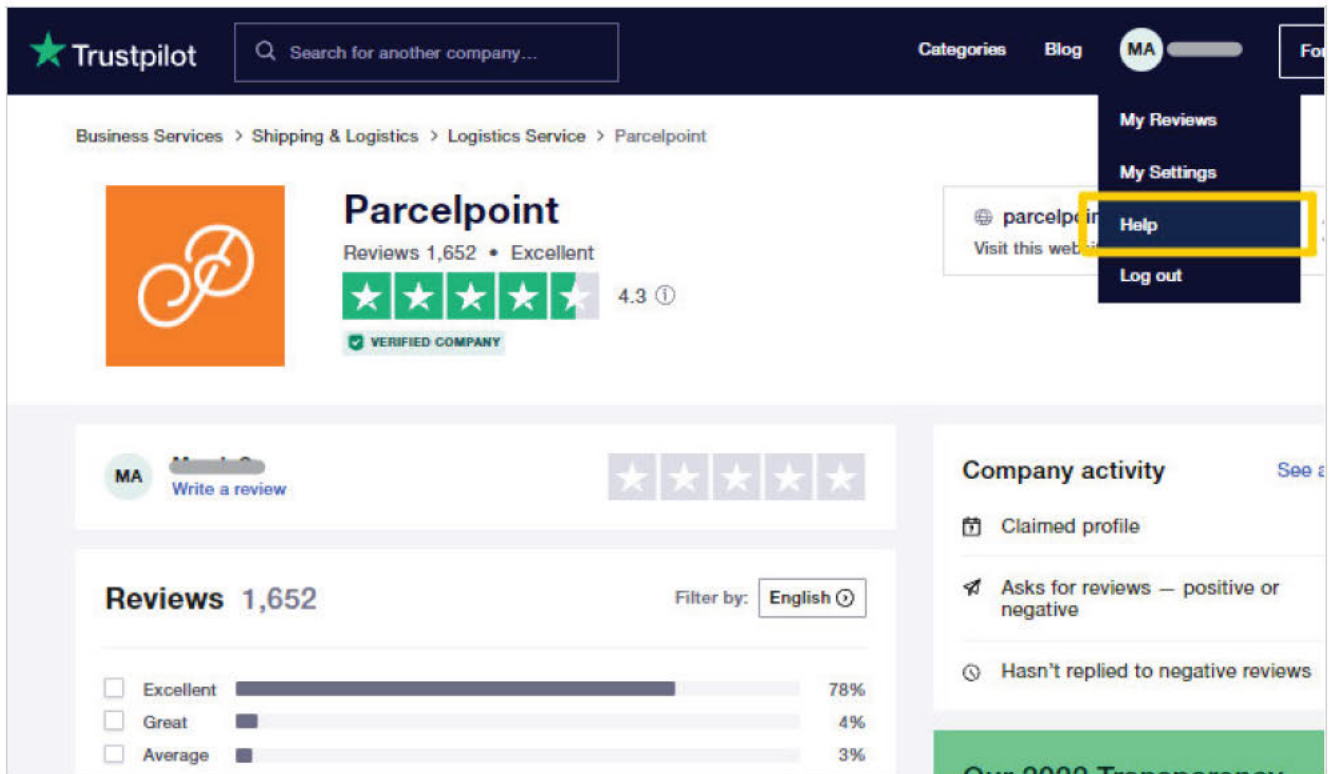 Trustpilot
Search for another company...
Categories
Blog
MA
Business Services > Shipping & Logistics > Logistics Service > Parcelpoint
My Reviews
My Settings
Help
Log out
Parcelpoint
Reviews 1,652 • Excellent
4.3
VERIFIED COMPANY
Visit this
MA
Write a review
Company activity
See
Claimed profile
Asks for reviews — positive or
negative
Hasn't replied to negative reviews
Reviews 1,652
Filter by: English
Excellent 78%
Great 4%
Average 3%